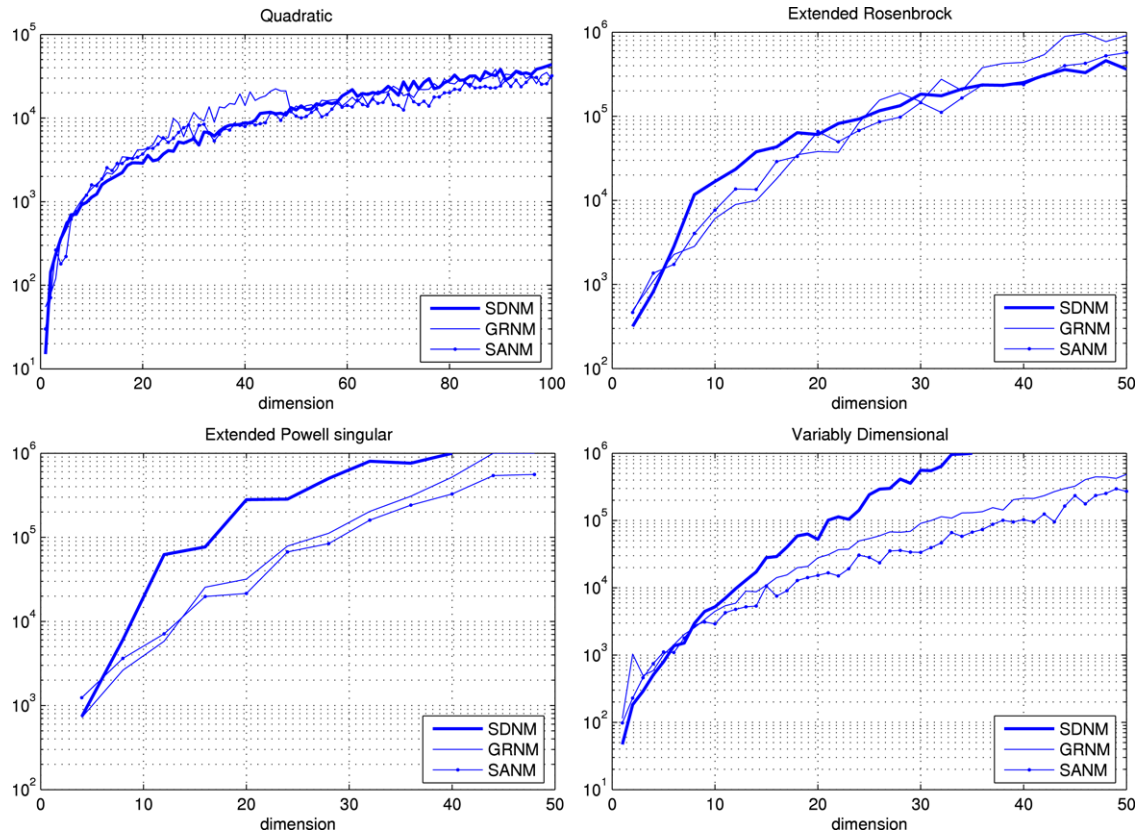 Quadratic
10^5
10^4
10^3
10^2
10^1
0 20 40 60 80 100
dimension
SDNM
GRNM
SANM
Extended Rosenbrock
10^6
10^5
10^4
10^3
10^2
0 10 20 30 40 50
dimension
SDNM
GRNM
SANM
Extended Powell singular
10^6
10^5
10^4
10^3
10^2
0 10 20 30 40 50
dimension
SDNM
GRNM
SANM
Variably Dimensional
10^6
10^5
10^4
10^3
10^2
10^1
0 10 20 30 40 50
dimension
SDNM
GRNM
SANM